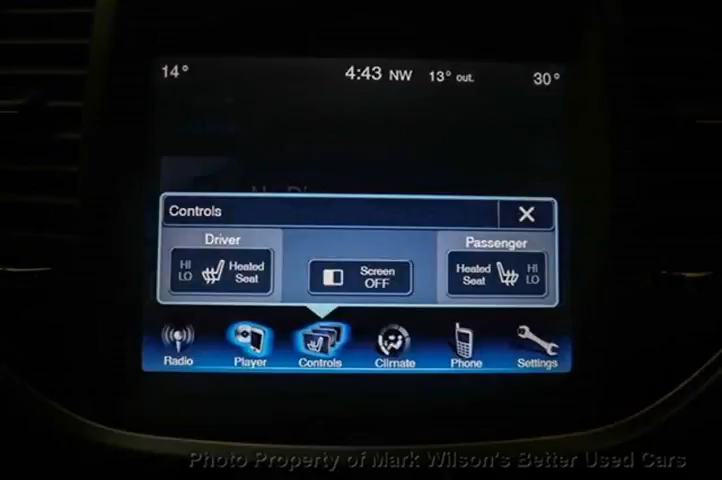 14° 4:43 NW 13° out. 30°
Controls X
Driver Passenger
HI LO Heated Seat
Screen OFF
Heated Seat HI LO
Radio Player Controls Climate Phone Settings
Photo Property of Mark Wilson's Better Used Cars